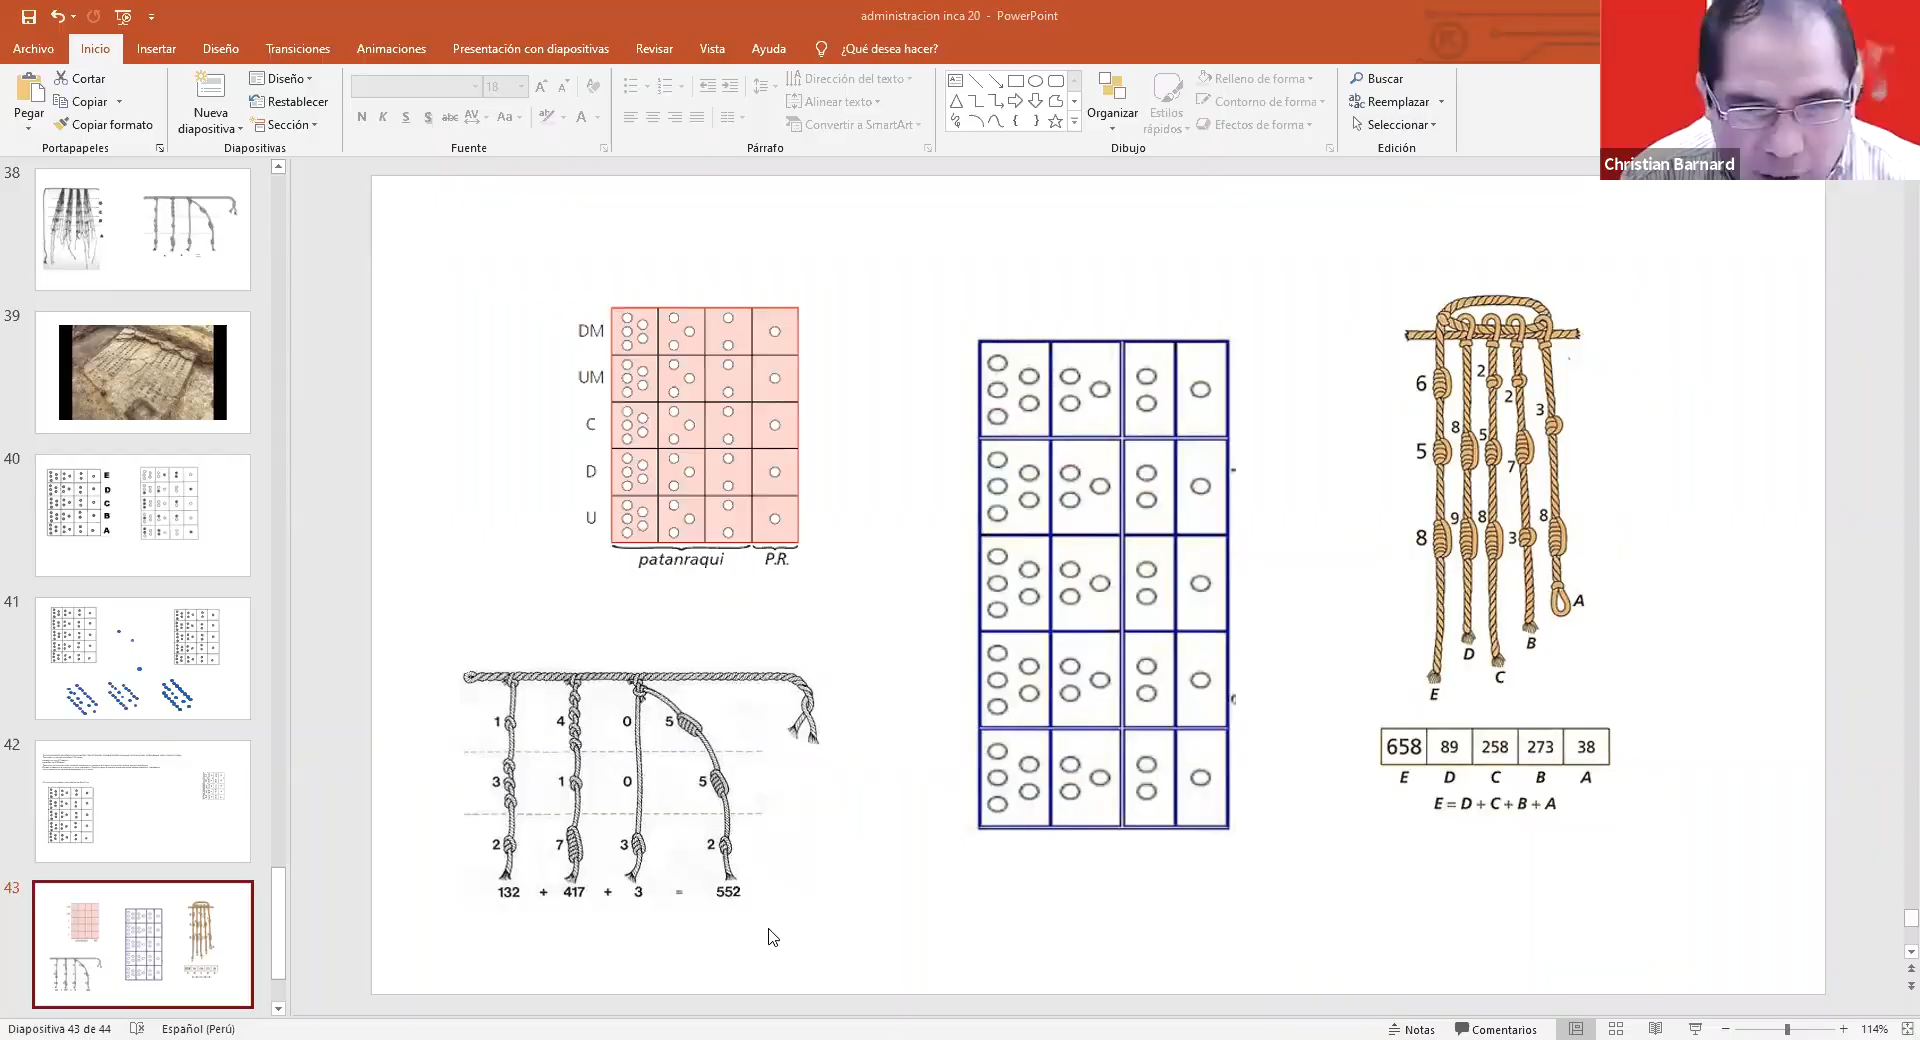 administracion inca 20 - PowerPoint
Archivo Inicio Insertar Diseño Transiciones Animaciones Presentación con diapositivas Revisar Vista Ayuda ¿Qué desea hacer?
Pegar
Cortar
Copiar
Copiar formato
Portapapeles
Nueva diapositiva
Diseño
Restablecer
Sección
Diapositivas
18
N K S S abc AV Aa A
Fuente
Dirección del texto
Alinear texto
Convertir a SmartArt
Párrafo
Organizar
Estilos rápidos
Relleno de forma
Contorno de forma
Efectos de forma
Dibujo
Buscar
Reemplazar
Seleccionar
Edición
Christian Barnard
38
39
40
E
D
C
B
A
41
42
43
DM
UM
C
D
U
patanraqui P.R.
1 4 0 5
3 1 0 5
2 7 3 2
132 + 417 + 3 = 552
6 2 2 3
5 8 5 7
8 9 8 3 8
A
B
D
C
E
658 89 258 273 38
E D C B A
E = D + C + B + A
Diapositiva 43 de 44 Español (Perú) Notas Comentarios 114%